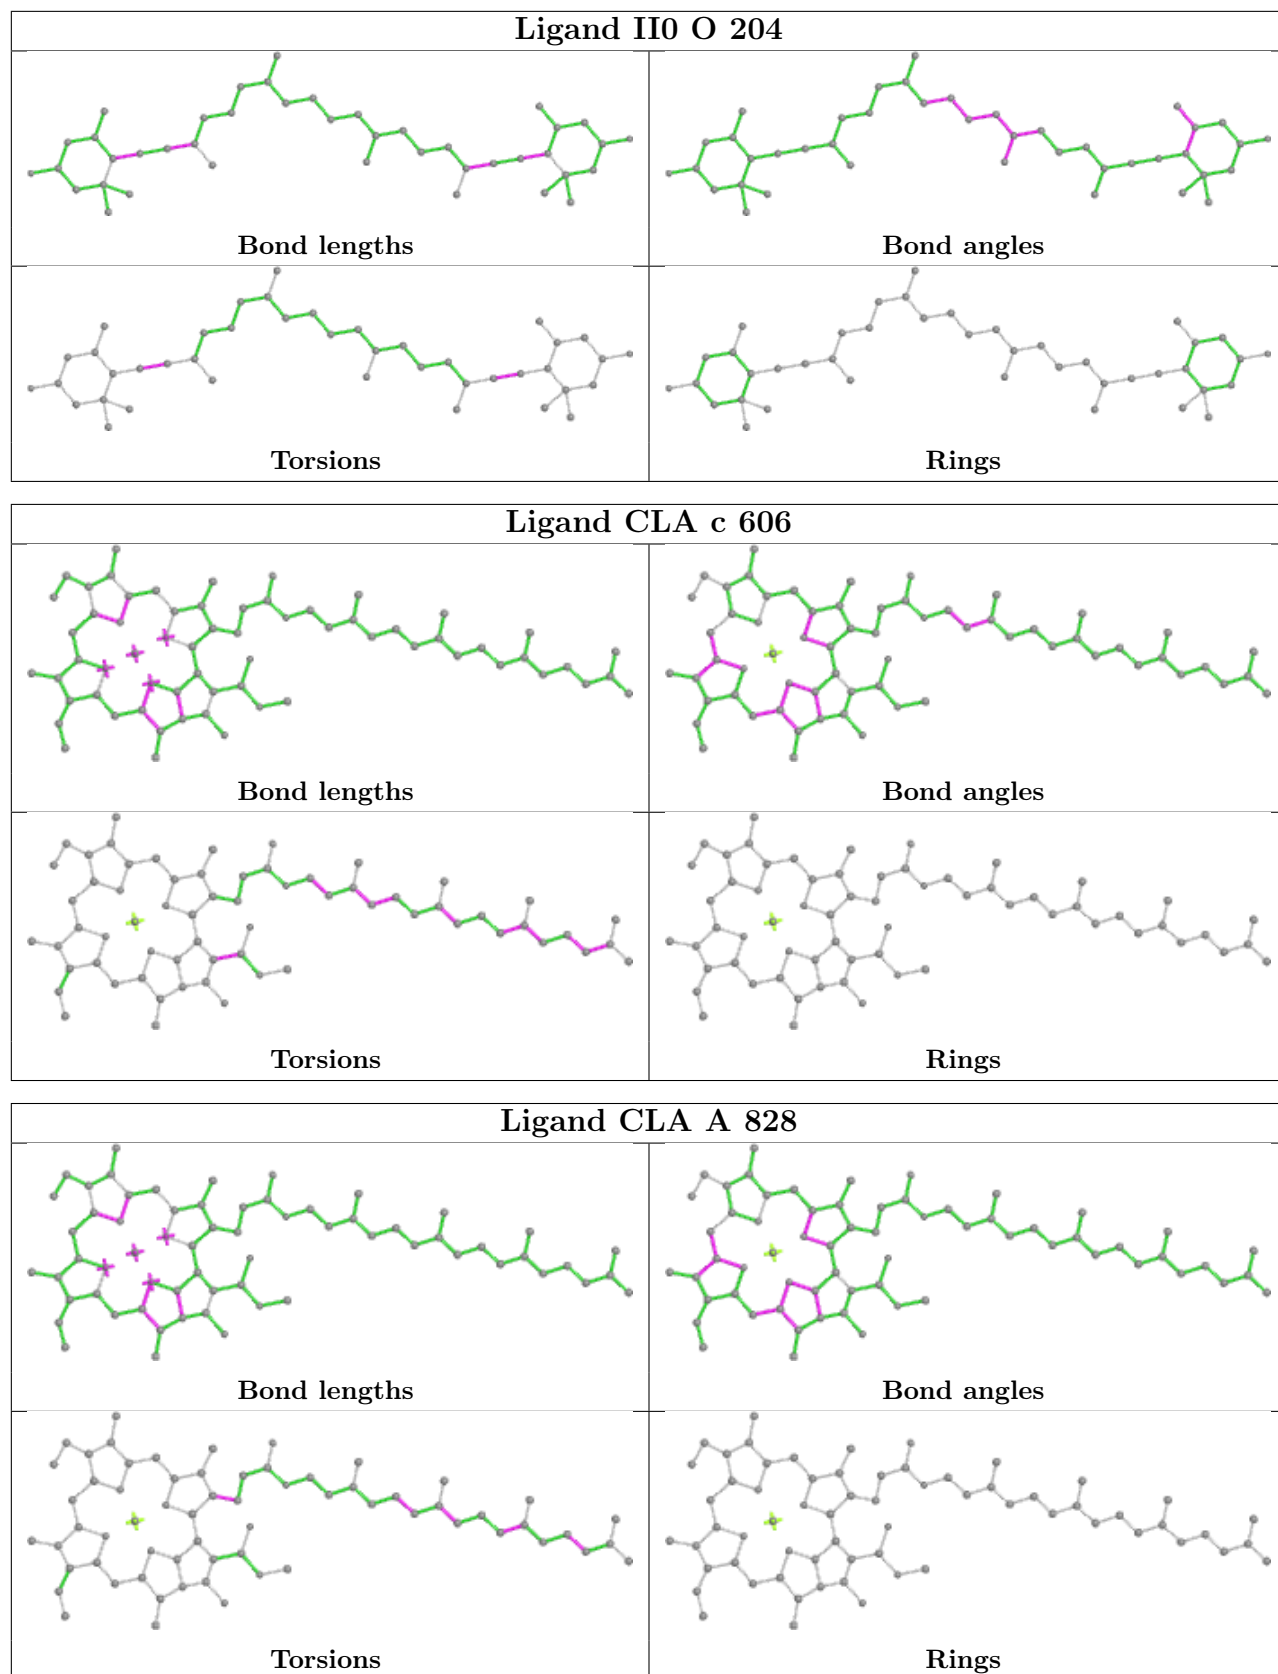 Ligand II0 O 204
Bond lengths
Bond angles
Torsions
Rings
Ligand CLA c 606
Bond lengths
Bond angles
Torsions
Rings
Ligand CLA A 828
Bond lengths
Bond angles
Torsions
Rings